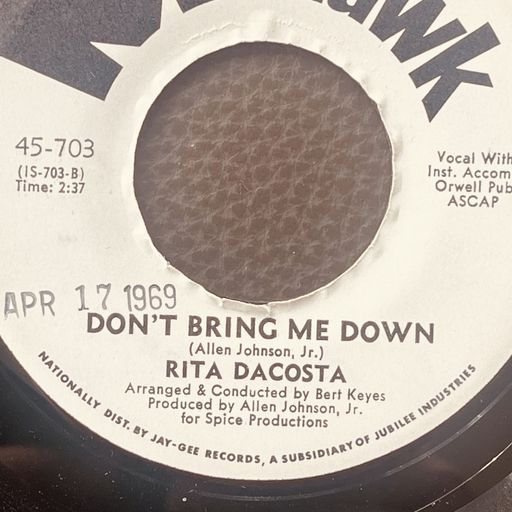 45-703
(IS-703-B)
Time: 2:37
Vocal With
Inst. Accom
Orwell Pub
ASCAP
APR 17 1969
DON'T BRING ME DOWN
(Allen Johnson, Jr.)
RITA DACOSTA
Arranged & Conducted by Bert Keyes
Produced by Allen Johnson, Jr.
for Spice Productions
NATIONALLY DIST. BY JAY-GEE RECORDS, A SUBSIDIARY OF JUBILEE INDUSTRIES